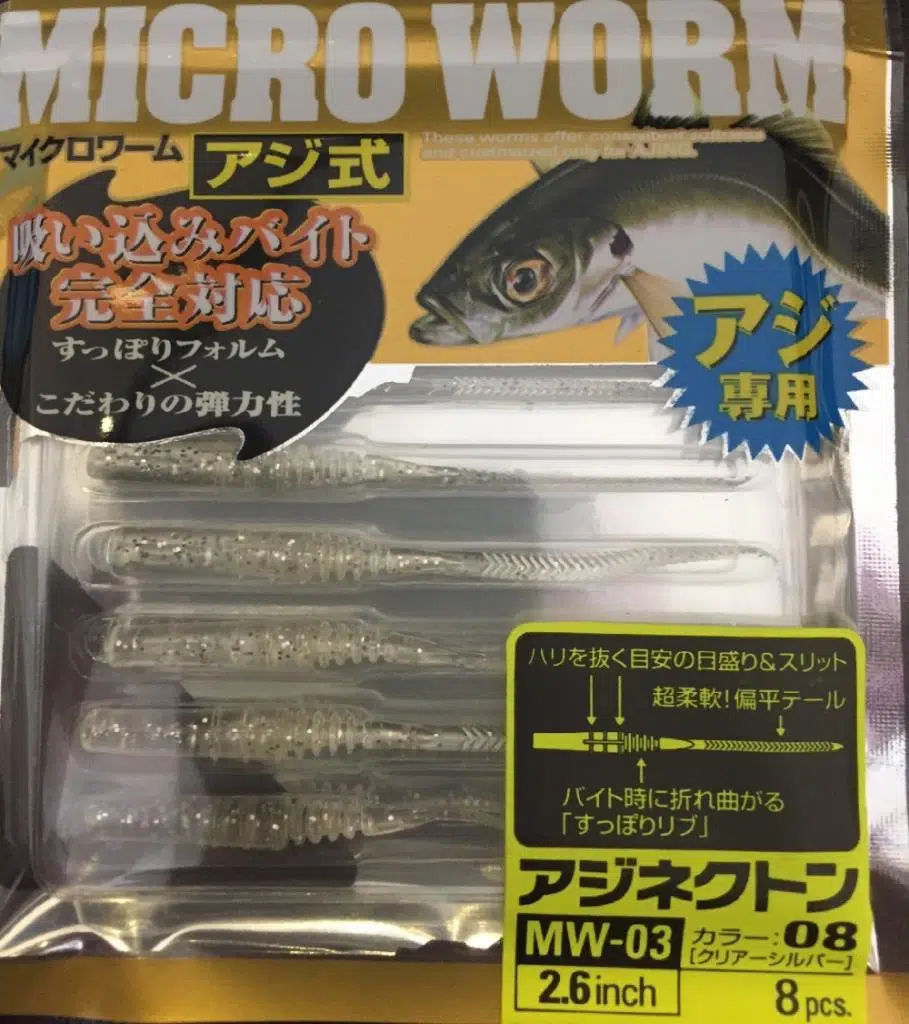 MICRO WORM
マイクロワーム
アジ式
These worms offer consistent softness
and customized only for AJING.
吸い込みバイト
完全対応
すっぽりフォルム
×
こだわりの弾力性
アジ
専用
ハリを抜く目安の目盛り&スリット
超柔軟!偏平テール
バイト時に折れ曲がる
「すっぽりリブ」
アジネクトン
MW-03
カラー:08
[クリアーシルバー]
2.6inch
8pcs.